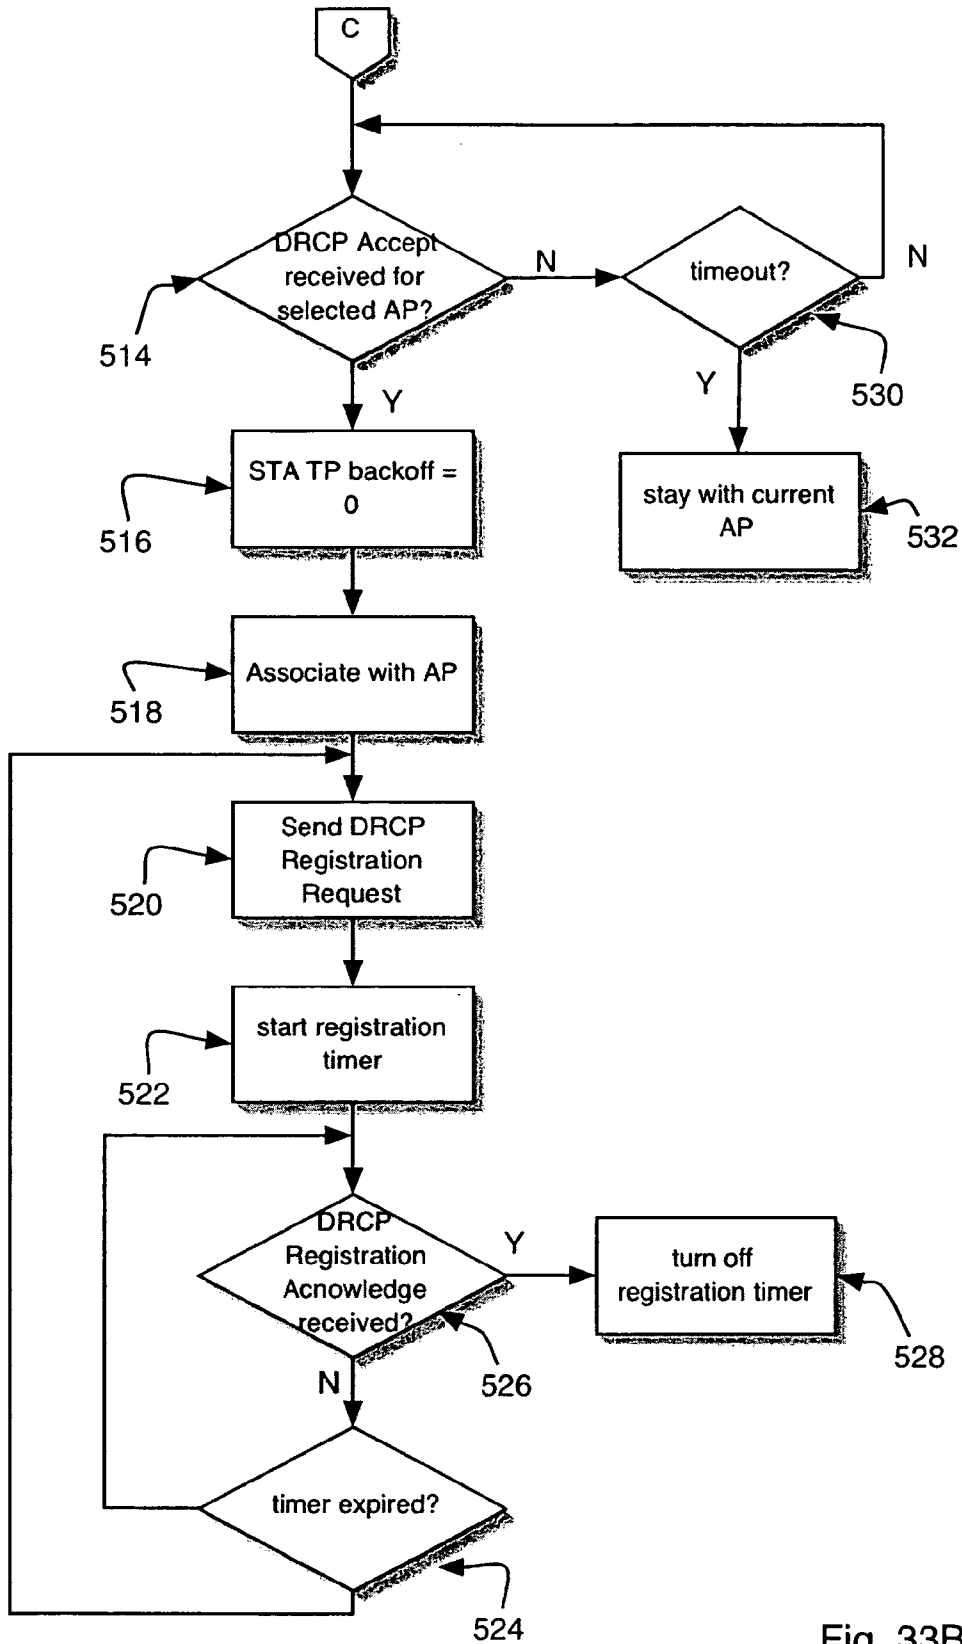 C
DRCP Accept
received for
selected AP?
N
timeout?
N
514
Y
Y
530
STA TP backoff =
0
516
stay with current
AP
532
Associate with AP
518
Send DRCP
Registration
Request
520
start registration
timer
522
DRCP
Registration
Acnowledge
received?
Y
turn off
registration timer
528
526
N
timer expired?
524
Fig. 33B